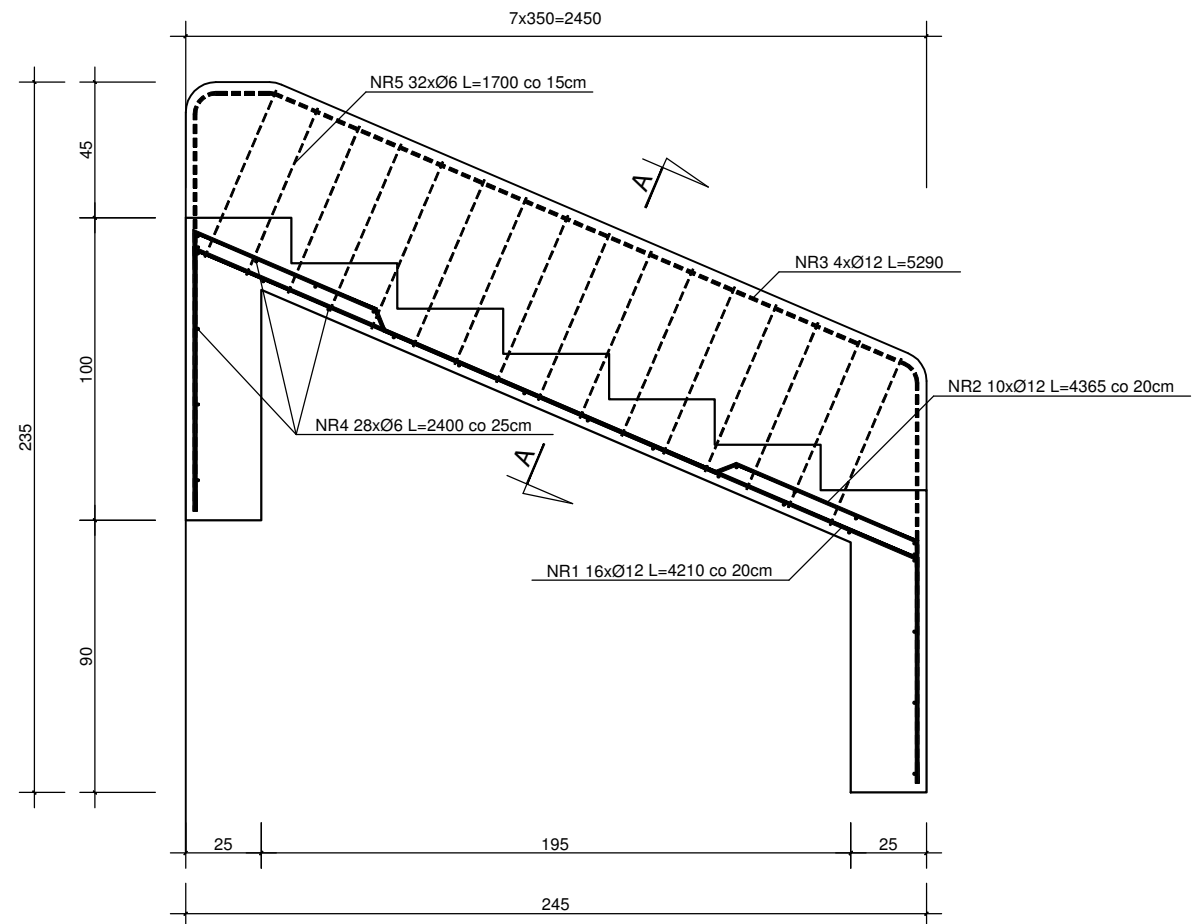 7x350=2450
NR5 32xØ6 L=1700 co 15cm
45
A
NR3 4xØ12 L=5290
100
235
NR2 10xØ12 L=4365 co 20cm
NR4 28xØ6 L=2400 co 25cm
A
NR1 16xØ12 L=4210 co 20cm
90
25
195
25
245